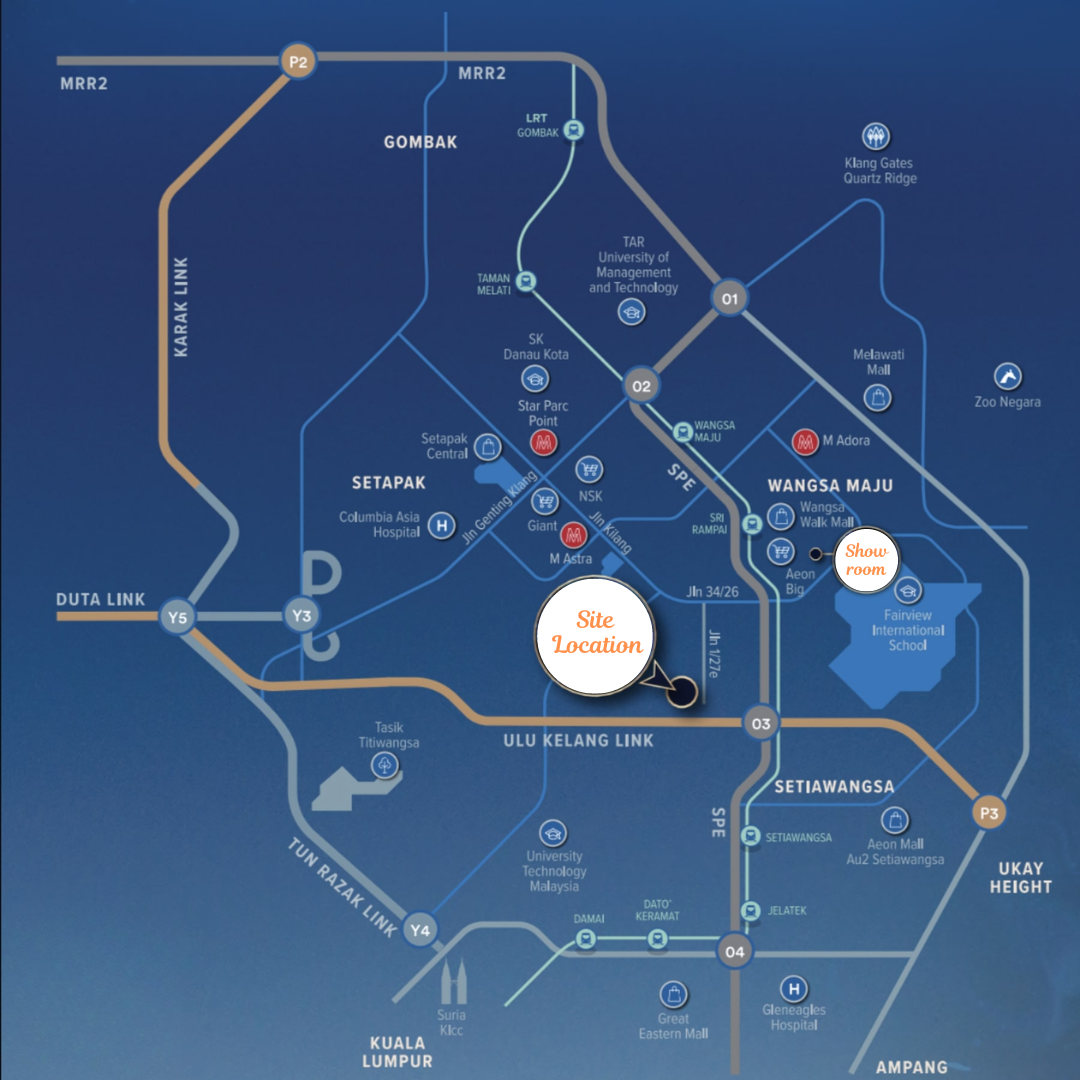 P2
MRR2
MRR2
LRT
GOMBAK
GOMBAK
Klang Gates
Quartz Ridge
TAR
University of
Management
and Technology
TAMAN
MELATI
KARAK LINK
01
SK
Danau Kota
02
Melawati
Mall
Zoo Negara
Star Parc
Point
M
WANGSA
MAJU
M
M Adora
Setapak
Central
SPE
SETAPAK
NSK
WANGSA MAJU
Jln Genting Klang
Giant
Jln Kilang
SRI
RAMPAI
Wangsa
Walk Mall
Columbia Asia
Hospital
H
M
M Astra
Aeon
Big
Show
room
DUTA LINK
Y5
Y3
D
Jln 34/26
Fairview
International
School
Site
Location
Jln 1/27e
03
ULU KELANG LINK
Tasik
Titiwangsa
SETIAWANGSA
SPE
SETIAWANGSA
P3
Aeon Mall
Au2 Setiawangsa
TUN RAZAK LINK
University
Technology
Malaysia
UKAY
HEIGHT
JELATEK
DATO'
KERAMAT
DAMAI
Y4
04
Suria
Klcc
Great
Eastern Mall
H
Gleneagles
Hospital
KUALA
LUMPUR
AMPANG